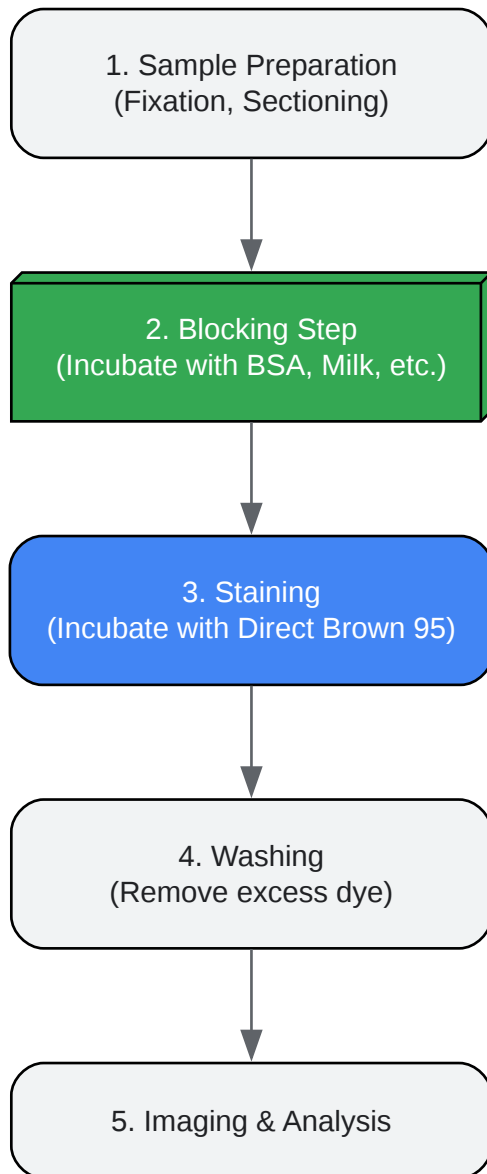 1. Sample Preparation
(Fixation, Sectioning)
2. Blocking Step
(Incubate with BSA, Milk, etc.)
3. Staining
(Incubate with Direct Brown 95)
4. Washing
(Remove excess dye)
5. Imaging & Analysis